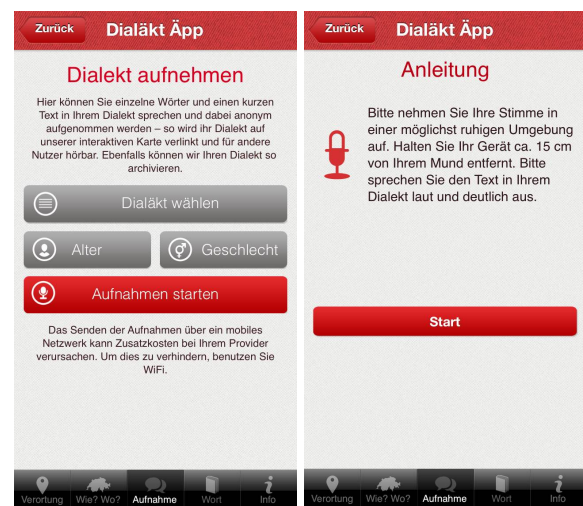 Zurück
Dialäkt Äpp
Dialekt aufnehmen
Hier können Sie einzelne Wörter und einen kurzen
Text in Ihrem Dialekt sprechen und dabei anonym
aufgenommen werden – so wird ihr Dialekt auf
unserer interaktiven Karte verlinkt und für andere
Nutzer hörbar. Ebenfalls können wir Ihren Dialekt so
archivieren.
Dialäkt wählen
Alter
Geschlecht
Aufnahmen starten
Das Senden der Aufnahmen über ein mobiles
Netzwerk kann Zusatzkosten bei Ihrem Provider
verursachen. Um dies zu verhindern, benutzen Sie
WiFi.
Verortung Wie? Wo? Aufnahme Wort Info
Zurück
Dialäkt Äpp
Anleitung
Bitte nehmen Sie Ihre Stimme in
einer möglichst ruhigen Umgebung
auf. Halten Sie Ihr Gerät ca. 15 cm
von Ihrem Mund entfernt. Bitte
sprechen Sie den Text in Ihrem
Dialekt laut und deutlich aus.
Start
Verortung Wie? Wo? Aufnahme Wort Info